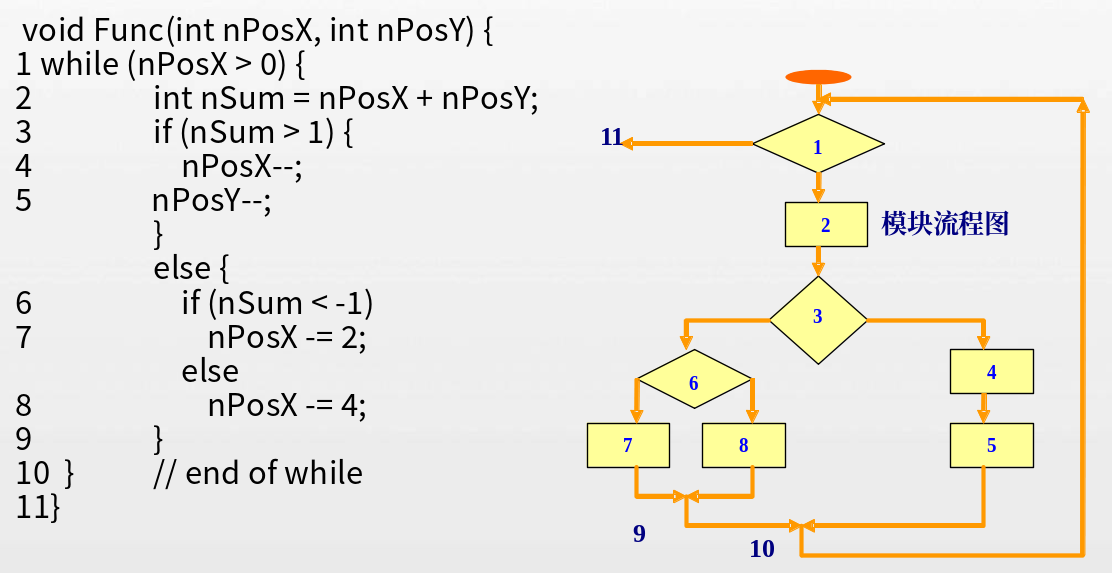 void Func(int nPosX, int nPosY) {
1 while (nPosX > 0) {
2 int nSum = nPosX + nPosY;
3 if (nSum > 1) {
4 nPosX--;
5 nPosY--;
}
else {
6 if (nSum < -1)
7 nPosX -= 2;
else
8 nPosX -= 4;
9 }
10 } // end of while
11}
11
1
2
模块流程图
3
6
4
7
8
5
9
10